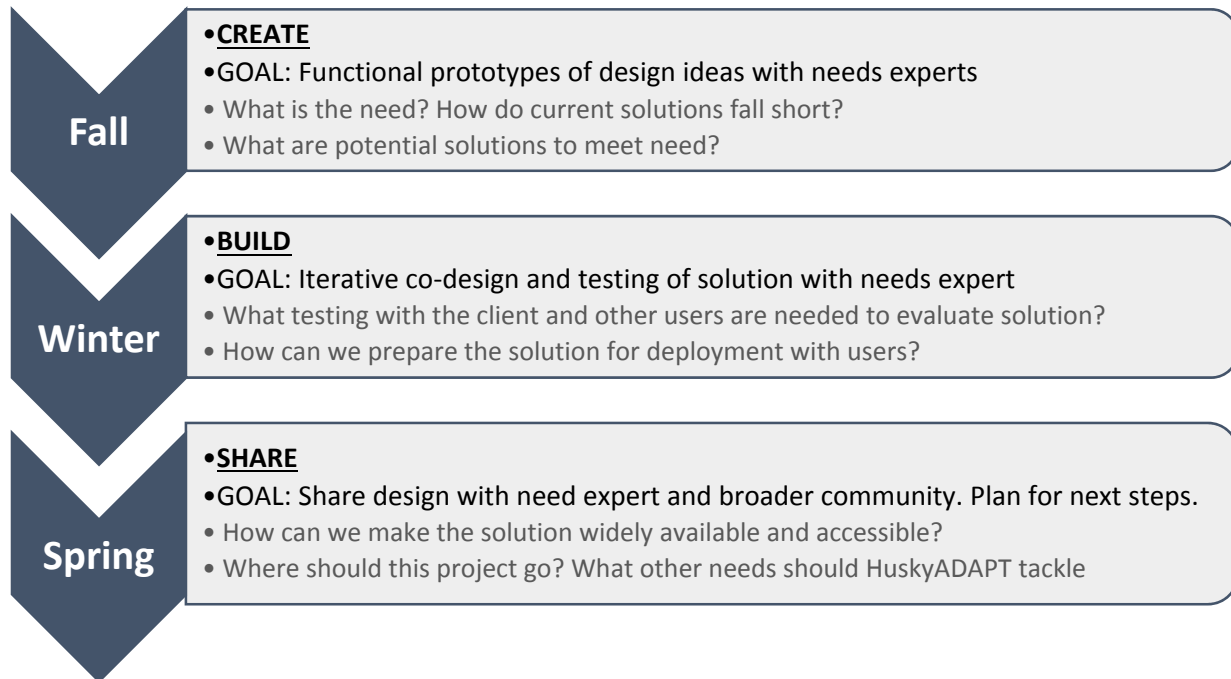 Fall
•CREATE
•GOAL: Functional prototypes of design ideas with needs experts
• What is the need? How do current solutions fall short?
• What are potential solutions to meet need?
Winter
•BUILD
•GOAL: Iterative co-design and testing of solution with needs expert
• What testing with the client and other users are needed to evaluate solution?
• How can we prepare the solution for deployment with users?
Spring
•SHARE
•GOAL: Share design with need expert and broader community. Plan for next steps.
• How can we make the solution widely available and accessible?
• Where should this project go? What other needs should HuskyADAPT tackle